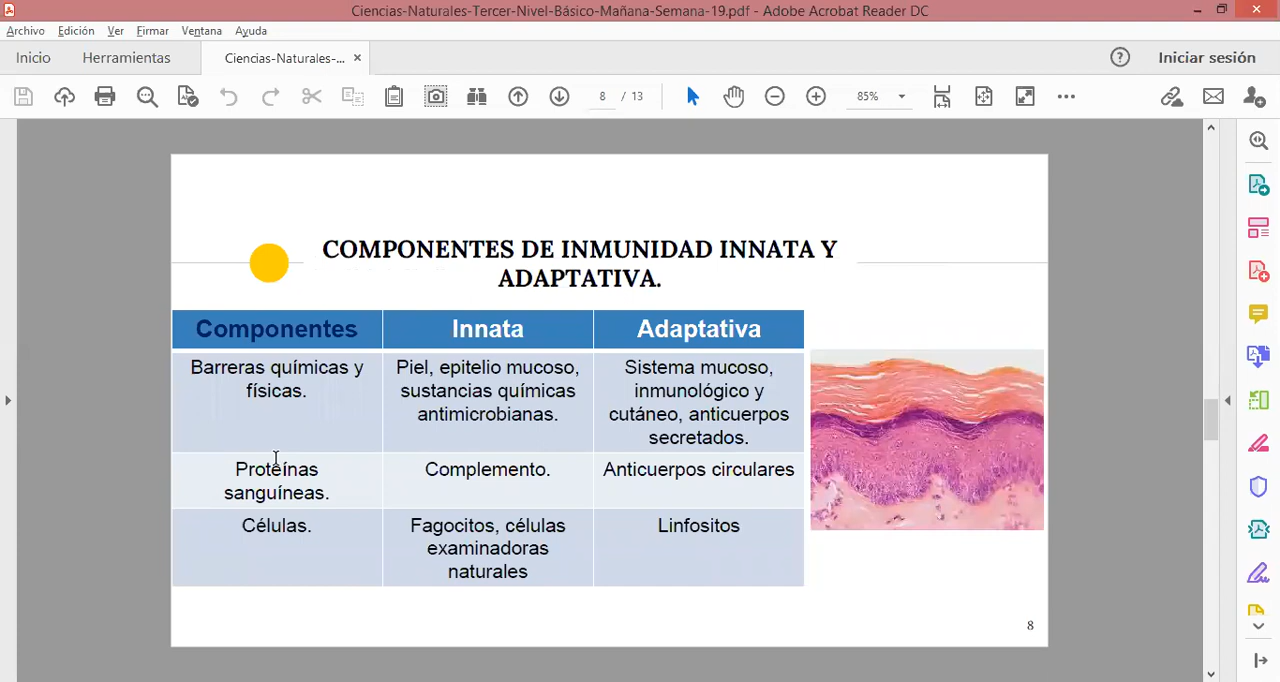 Ciencias-Naturales-Tercer-Nivel-Básico-Mañana-Semana-19.pdf - Adobe Acrobat Reader DC
Archivo Edición Ver Firmar Ventana Ayuda
Inicio Herramientas Ciencias-Naturales-... × Iniciar sesión
8 / 13 85%
COMPONENTES DE INMUNIDAD INNATA Y
ADAPTATIVA.
Componentes Innata Adaptativa
Barreras químicas y
físicas.
Piel, epitelio mucoso,
sustancias químicas
antimicrobianas.
Sistema mucoso,
inmunológico y
cutáneo, anticuerpos
secretados.
Proteínas
sanguíneas.
Complemento.
Anticuerpos circulares
Células.
Fagocitos, células
examinadoras
naturales
Linfositos
8